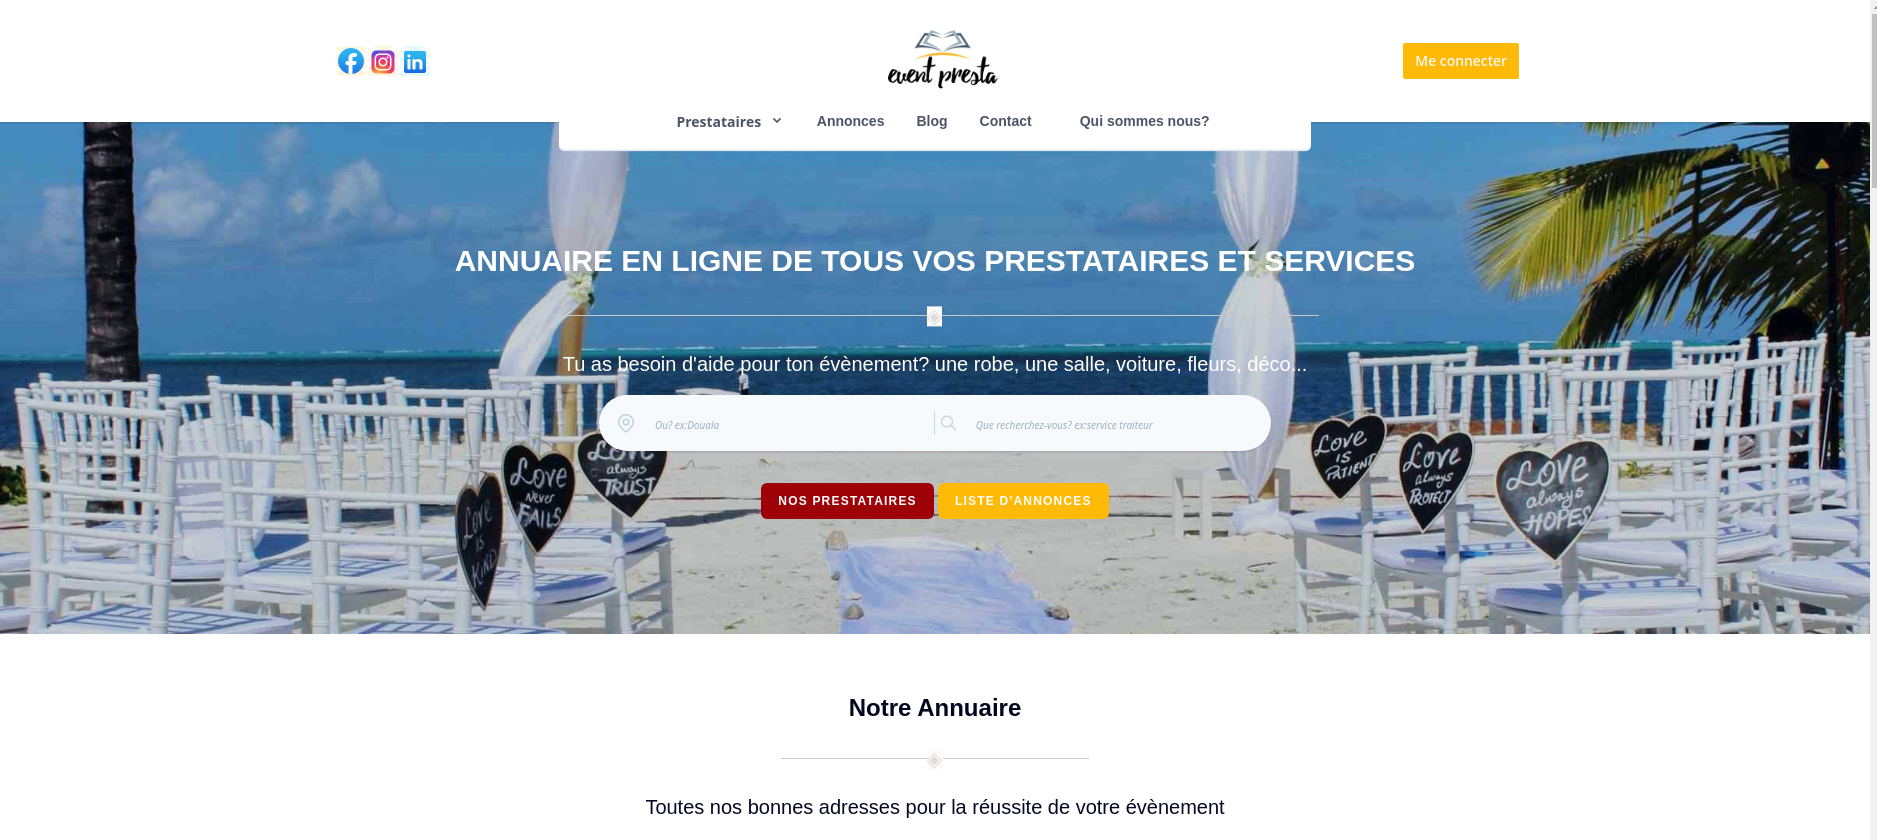 event presta
Me connecter
Prestataires Annonces Blog Contact Qui sommes nous?
ANNUAIRE EN LIGNE DE TOUS VOS PRESTATAIRES ET SERVICES
Tu as besoin d'aide pour ton évènement? une robe, une salle, voiture, fleurs, déco...
Ou? ex:Douala Que recherchez-vous? ex:service traiteur
LOVE IS KIND
Love Never FAILS
Love always TRUST
LOVE IS PATIENT
Love Always PROTECT
LOVE always HOPES
NOS PRESTATAIRES LISTE D'ANNONCES
Notre Annuaire
Toutes nos bonnes adresses pour la réussite de votre évènement